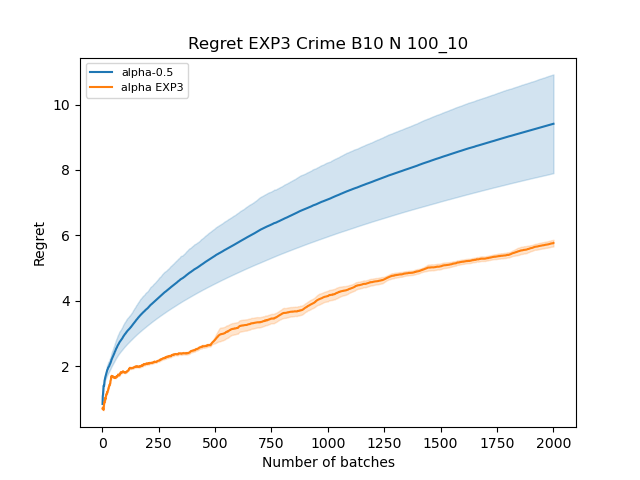 Regret EXP3 Crime B10 N 100_10
alpha-0.5
alpha EXP3
10
8
6
4
2
Regret
0 250 500 750 1000 1250 1500 1750 2000
Number of batches